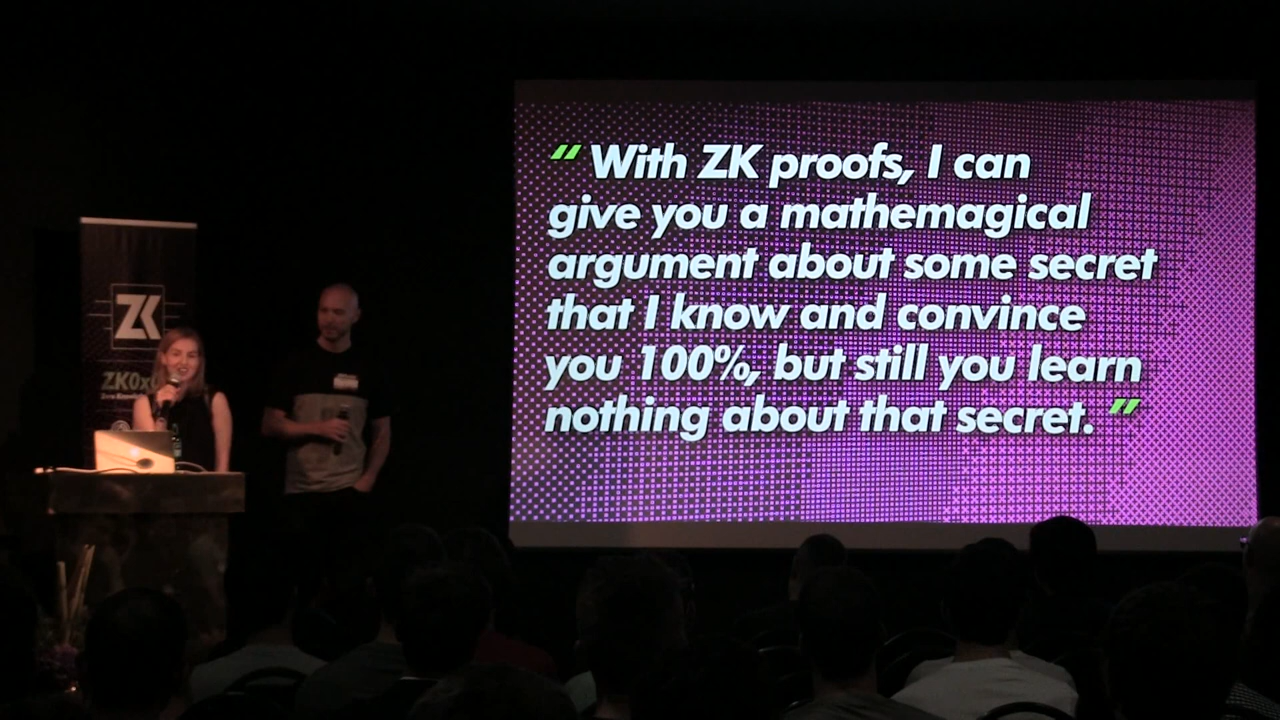 “ With ZK proofs, I can
give you a mathemagical
argument about some secret
that I know and convince
you 100%, but still you learn
nothing about that secret. ”
ZK